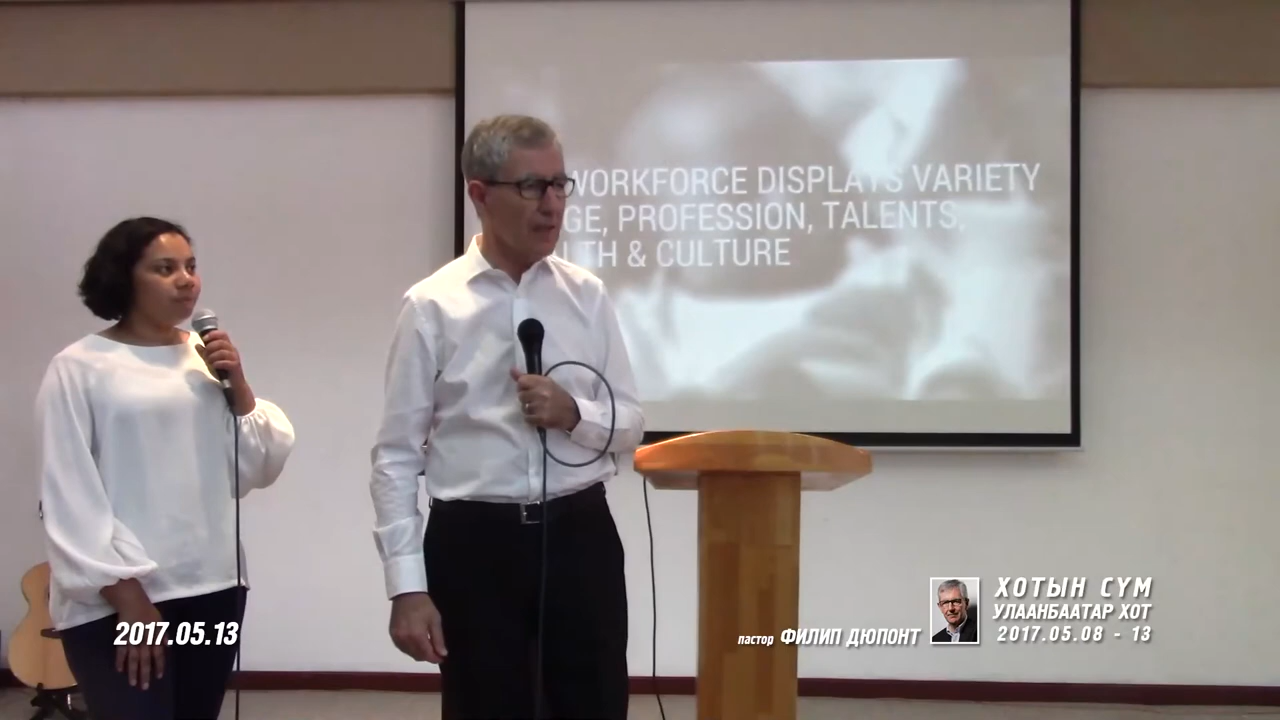 WORKFORCE DISPLAYS VARIETY
GE, PROFESSION, TALENTS,
LTH & CULTURE
2017.05.13
пастор ФИЛИП ДЮПОНТ
ХОТЫН СҮМ
УЛААНБААТАР ХОТ
2017.05.08 - 13